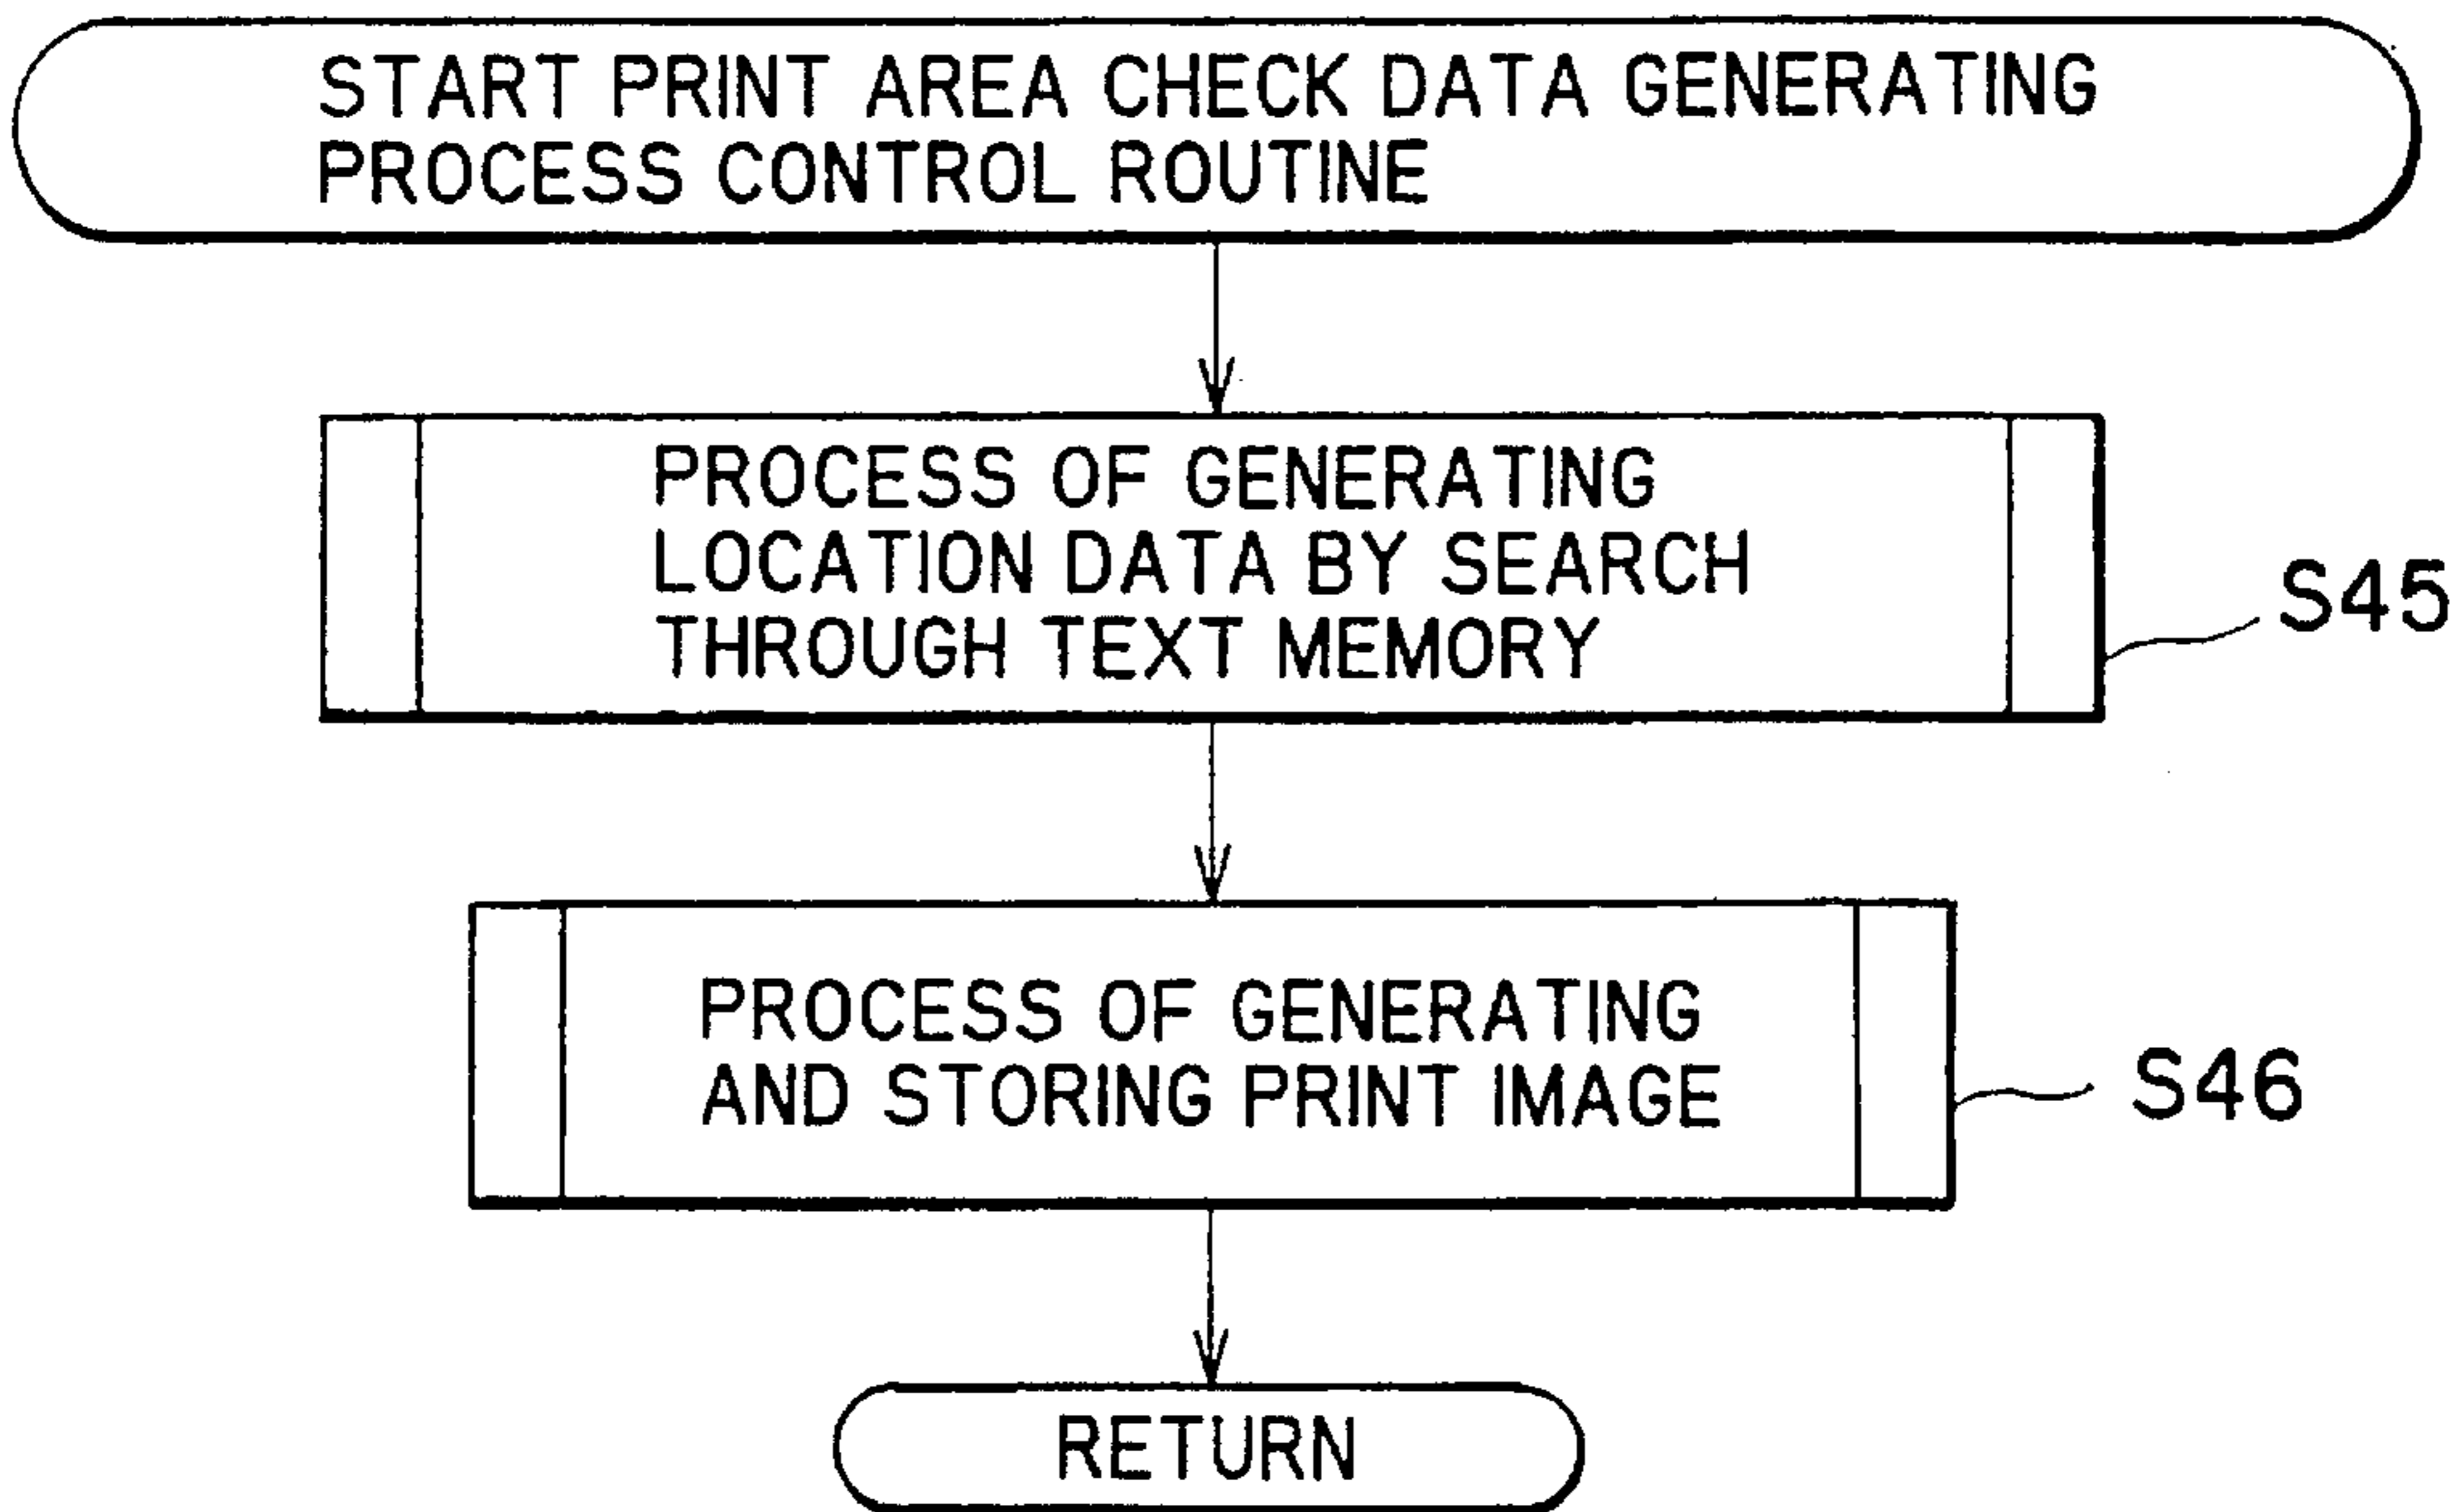 START PRINT AREA CHECK DATA GENERATING
PROCESS CONTROL ROUTINE
PROCESS OF GENERATING
LOCATION DATA BY SEARCH
THROUGH TEXT MEMORY
S45
PROCESS OF GENERATING
AND STORING PRINT IMAGE
S46
RETURN